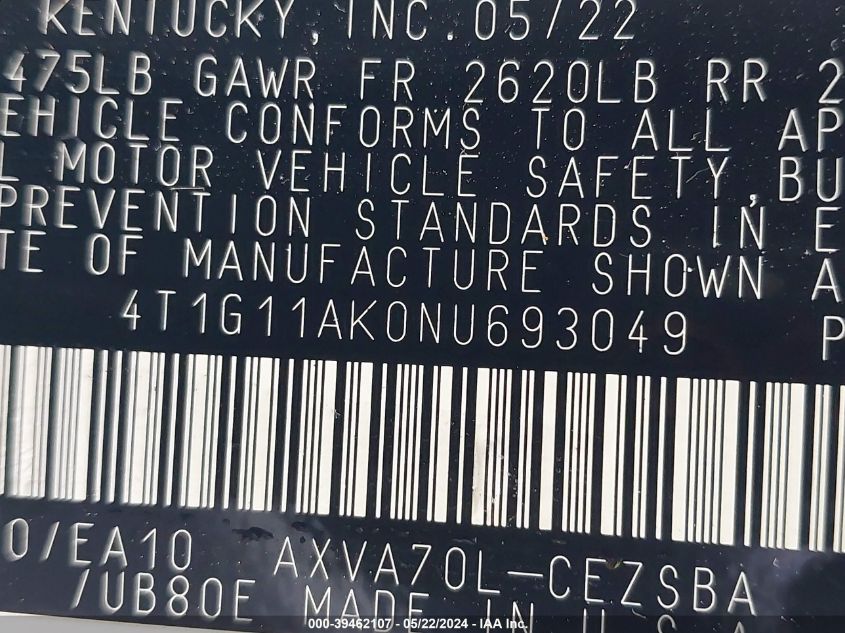 KENTUCKY, INC. 05/22
475LB GAWR FR 2620LB RR 2
EHICLE CONFORMS TO ALL AP
L MOTOR VEHICLE SAFETY, BU
PREVENTION STANDARDS IN E
TE OF MANUFACTURE SHOWN A
4T1G11AK0NU693049 P
0/EA10 AXVA70L-CEZSBA
/UB80E MADE IN U.S.A
000-39462107 - 05/22/2024 - IAA Inc.